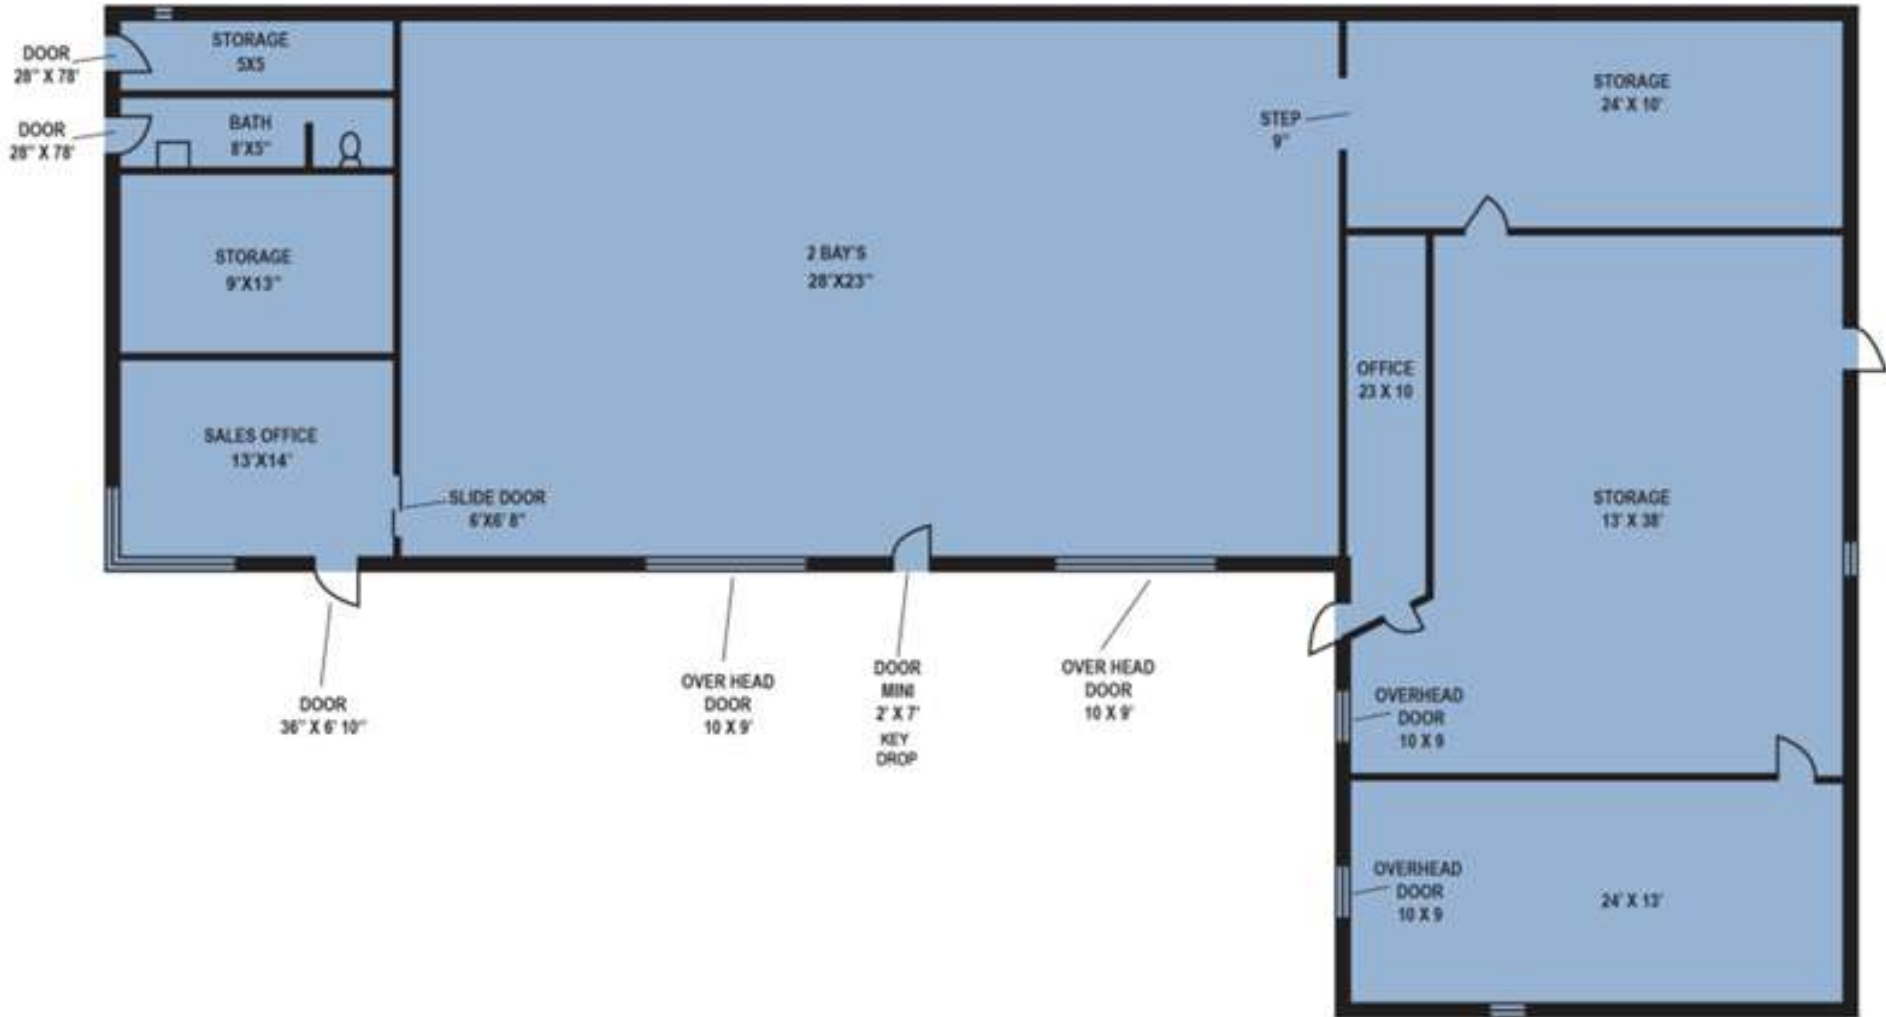 STORAGE
5X5
DOOR
28" X 78'
BATH
8'X5"
DOOR
28" X 78'
STORAGE
9'X13"
SALES OFFICE
13'X14'
SLIDE DOOR
6'X6' 8"
2 BAY'S
28'X23"
STEP
9"
STORAGE
24' X 10'
OFFICE
23 X 10
STORAGE
13' X 38'
DOOR
36" X 6' 10"
OVER HEAD
DOOR
10 X 9'
DOOR
MINI
2' X 7'
KEY
DROP
OVER HEAD
DOOR
10 X 9'
OVERHEAD
DOOR
10 X 9
OVERHEAD
DOOR
10 X 9
24' X 13'